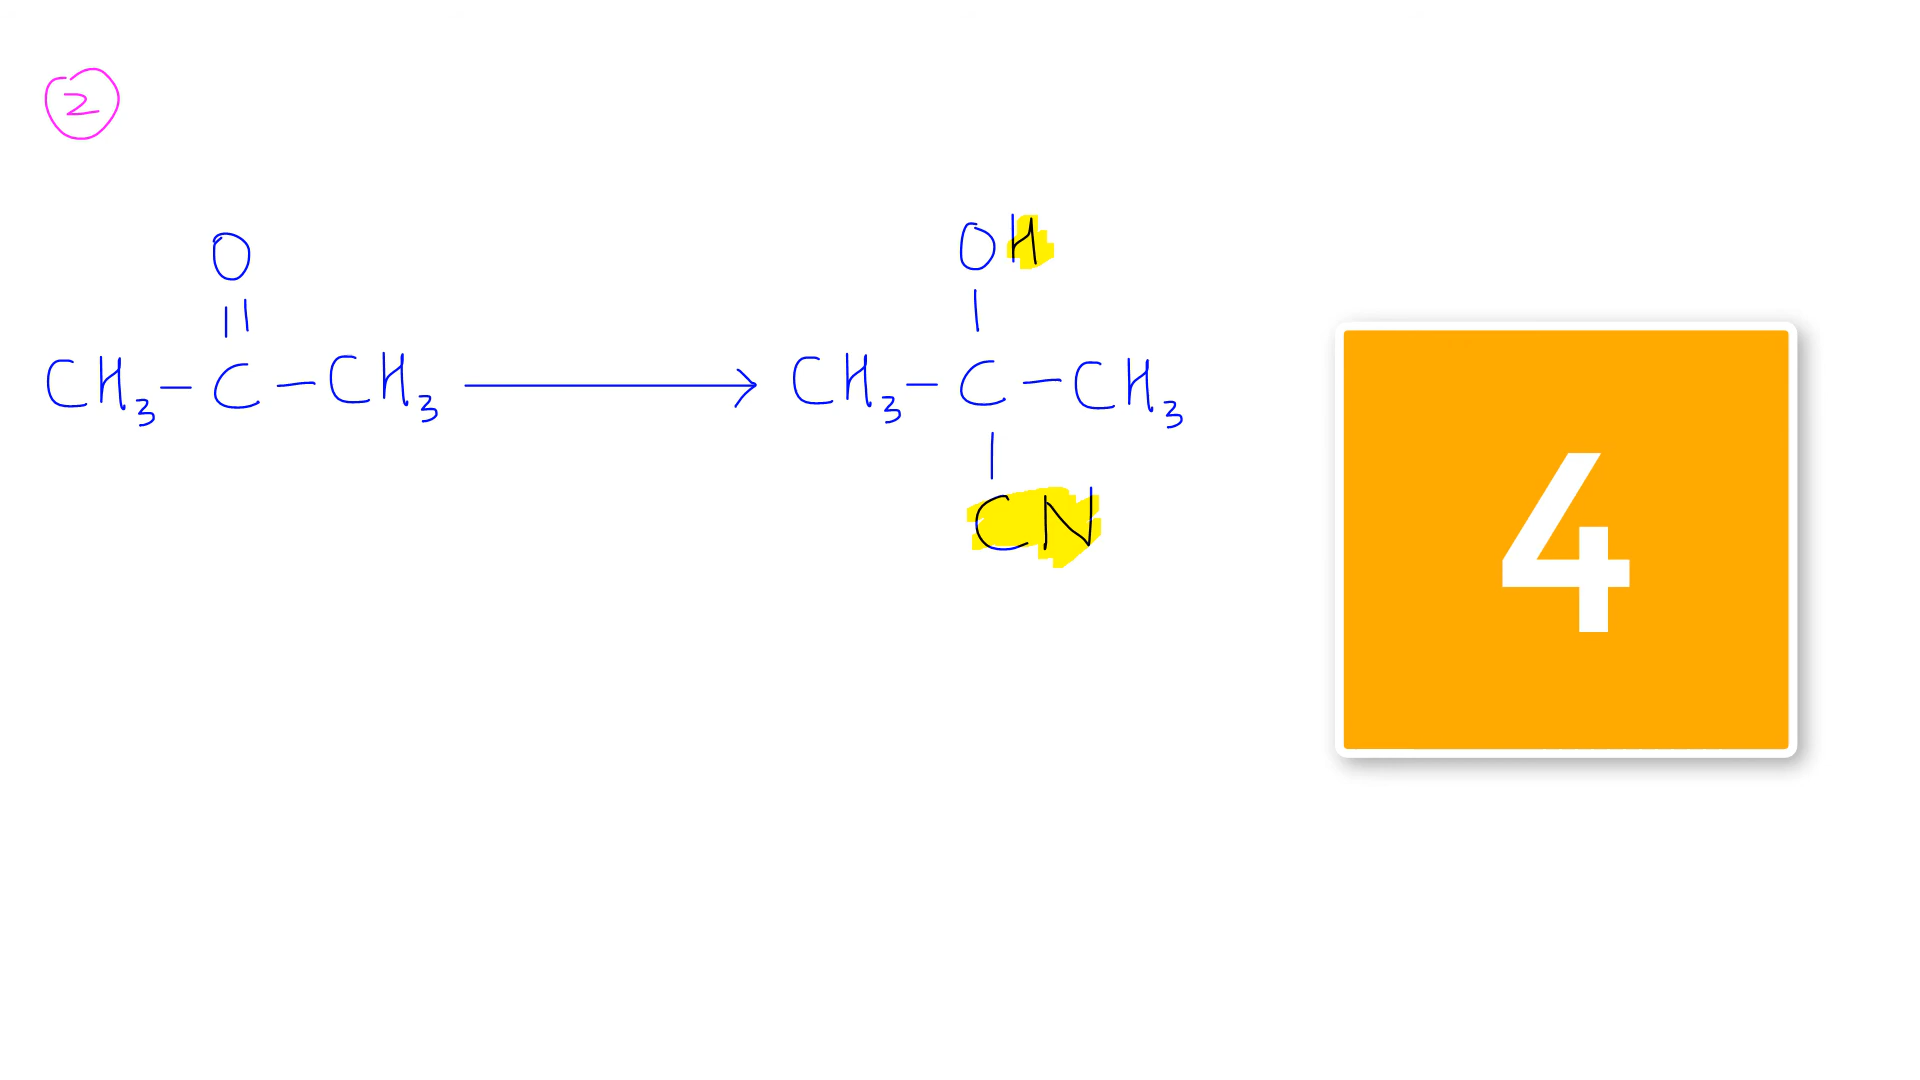 2
O OH
|| |
CH₃ — C — CH₃ ⟶ CH₃ — C — CH₃
|
CN
4